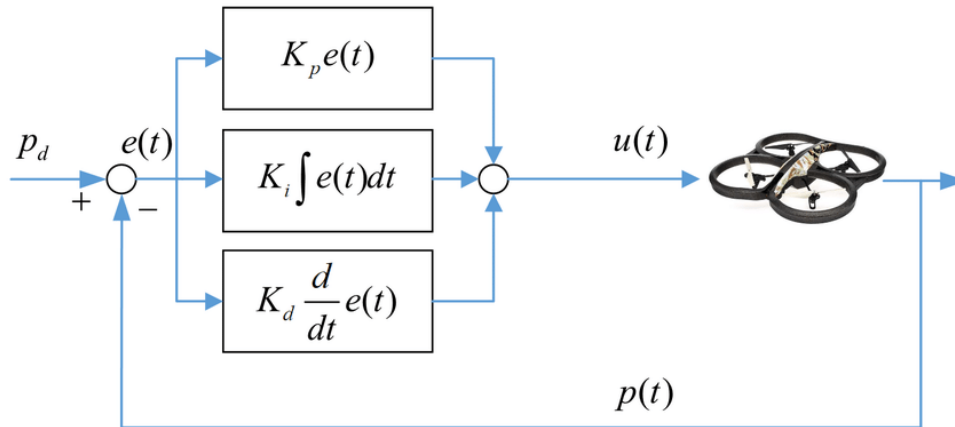 K_p e(t)
p_d
e(t)
+
−
K_i ∫ e(t)dt
u(t)
K_d d/dt e(t)
p(t)